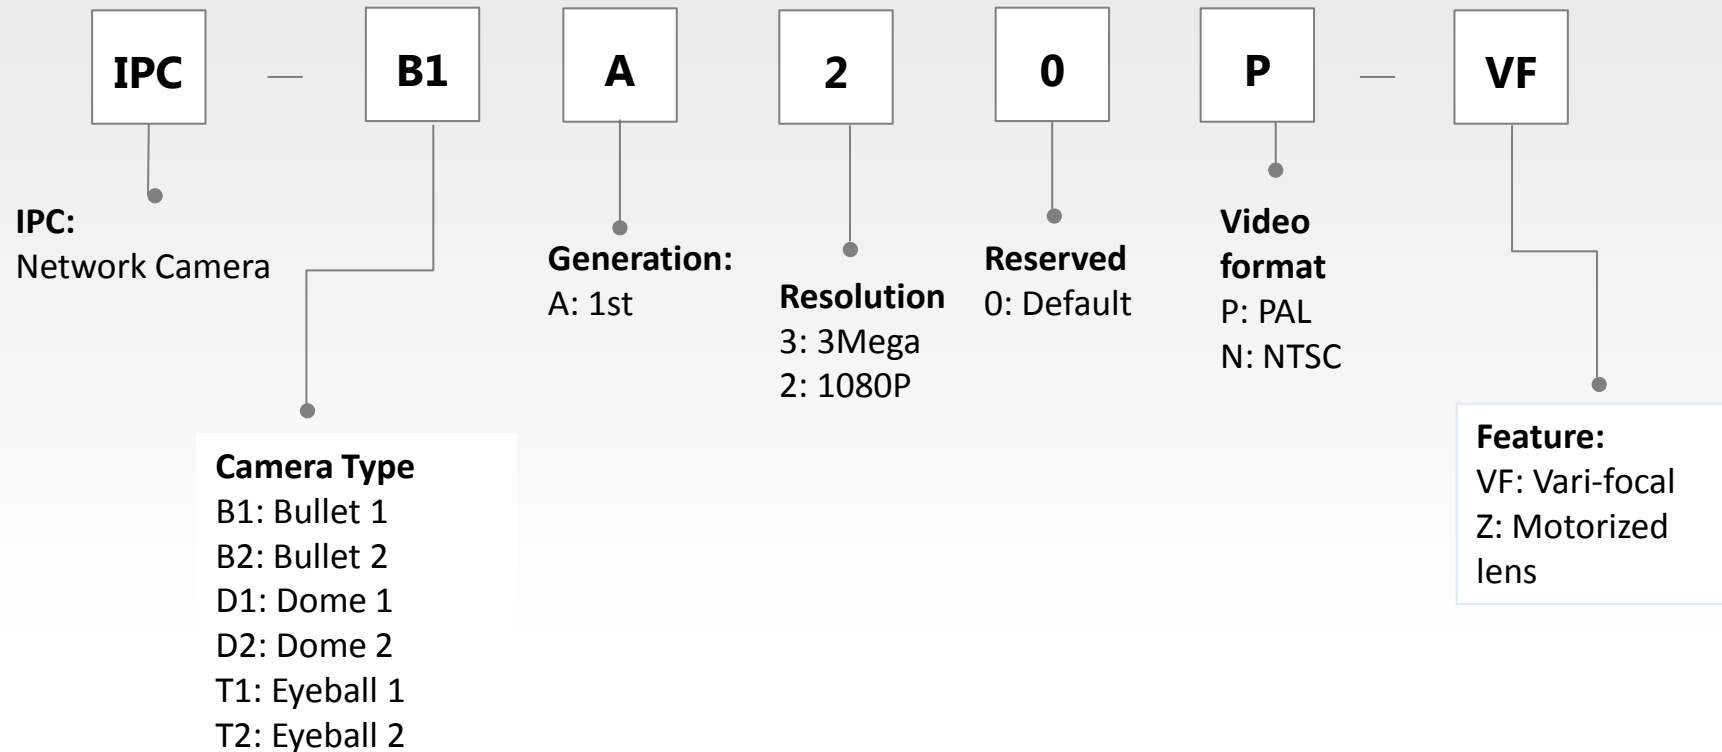 IPC — B1 A 2 0 P — VF
IPC:
Network Camera
Generation:
A: 1st
Resolution
3: 3Mega
2: 1080P
Reserved
0: Default
Video
format
P: PAL
N: NTSC
Camera Type
B1: Bullet 1
B2: Bullet 2
D1: Dome 1
D2: Dome 2
T1: Eyeball 1
T2: Eyeball 2
Feature:
VF: Vari-focal
Z: Motorized
lens